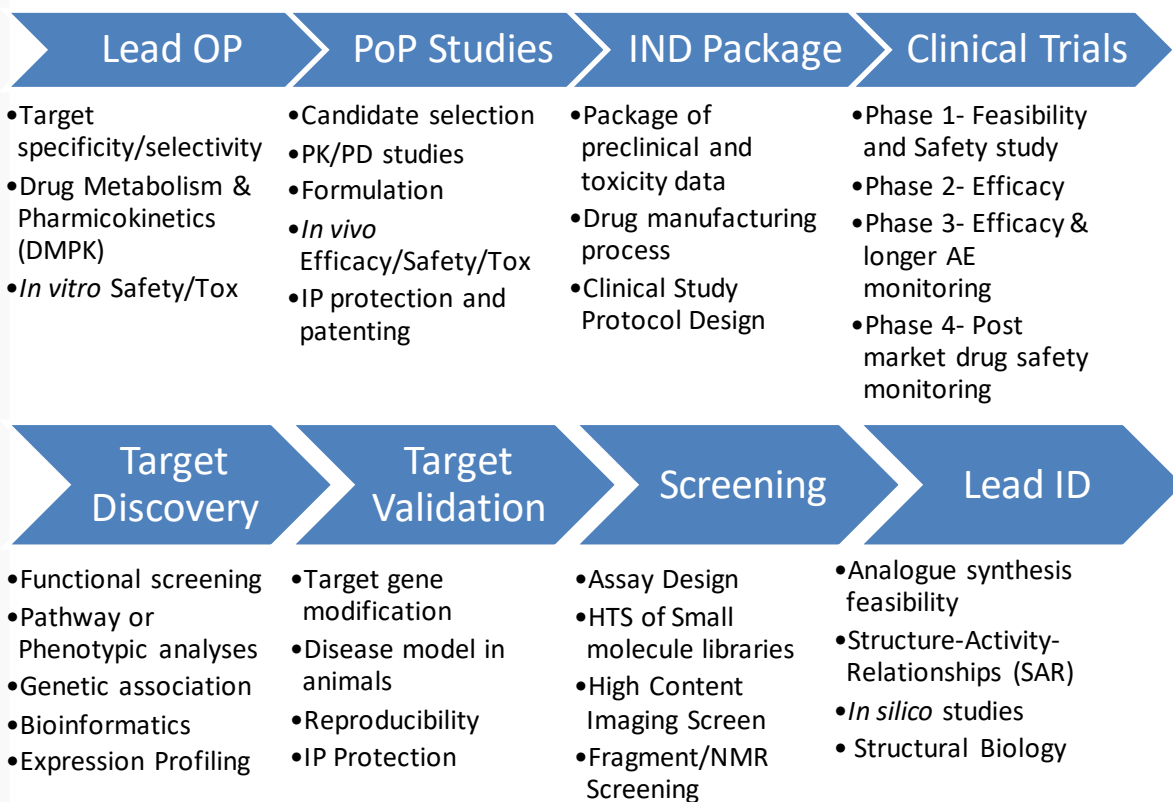 Lead OP
PoP Studies
IND Package
Clinical Trials
•Target
specificity/selectivity
•Drug Metabolism &
Pharmicokinetics
(DMPK)
•In vitro Safety/Tox
•Candidate selection
•PK/PD studies
•Formulation
•In vivo
Efficacy/Safety/Tox
•IP protection and
patenting
•Package of
preclinical and
toxicity data
•Drug manufacturing
process
•Clinical Study
Protocol Design
•Phase 1- Feasibility
and Safety study
•Phase 2- Efficacy
•Phase 3- Efficacy &
longer AE
monitoring
•Phase 4- Post
market drug safety
monitoring
Target
Discovery
Target
Validation
Screening
Lead ID
•Functional screening
•Pathway or
Phenotypic analyses
•Genetic association
•Bioinformatics
•Expression Profiling
•Target gene
modification
•Disease model in
animals
•Reproducibility
•IP Protection
•Assay Design
•HTS of Small
molecule libraries
•High Content
Imaging Screen
•Fragment/NMR
Screening
•Analogue synthesis
feasibility
•Structure-Activity-
Relationships (SAR)
•In silico studies
• Structural Biology